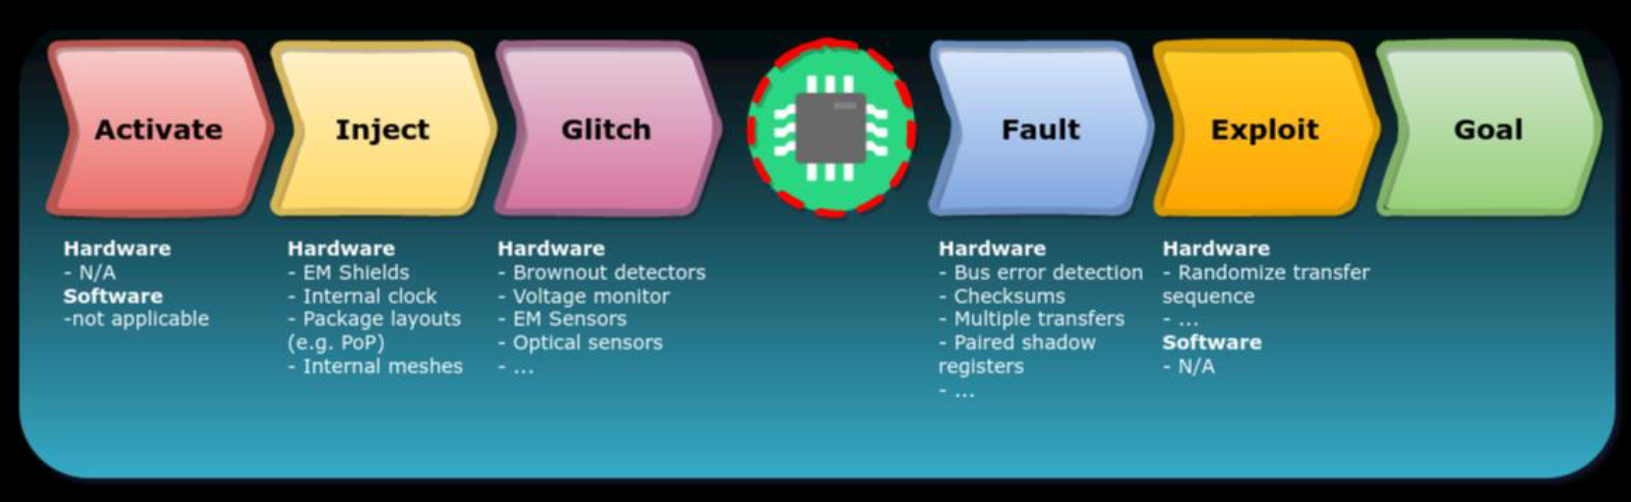 Activate
Inject
Glitch
Fault
Exploit
Goal
Hardware
- N/A
Software
-not applicable
Hardware
- EM Shields
- Internal clock
- Package layouts
(e.g. PoP)
- Internal meshes
Hardware
- Brownout detectors
- Voltage monitor
- EM Sensors
- Optical sensors
- ...
Hardware
- Bus error detection
- Checksums
- Multiple transfers
- Paired shadow
registers
- ...
Hardware
- Randomize transfer
sequence
- ...
Software
- N/A